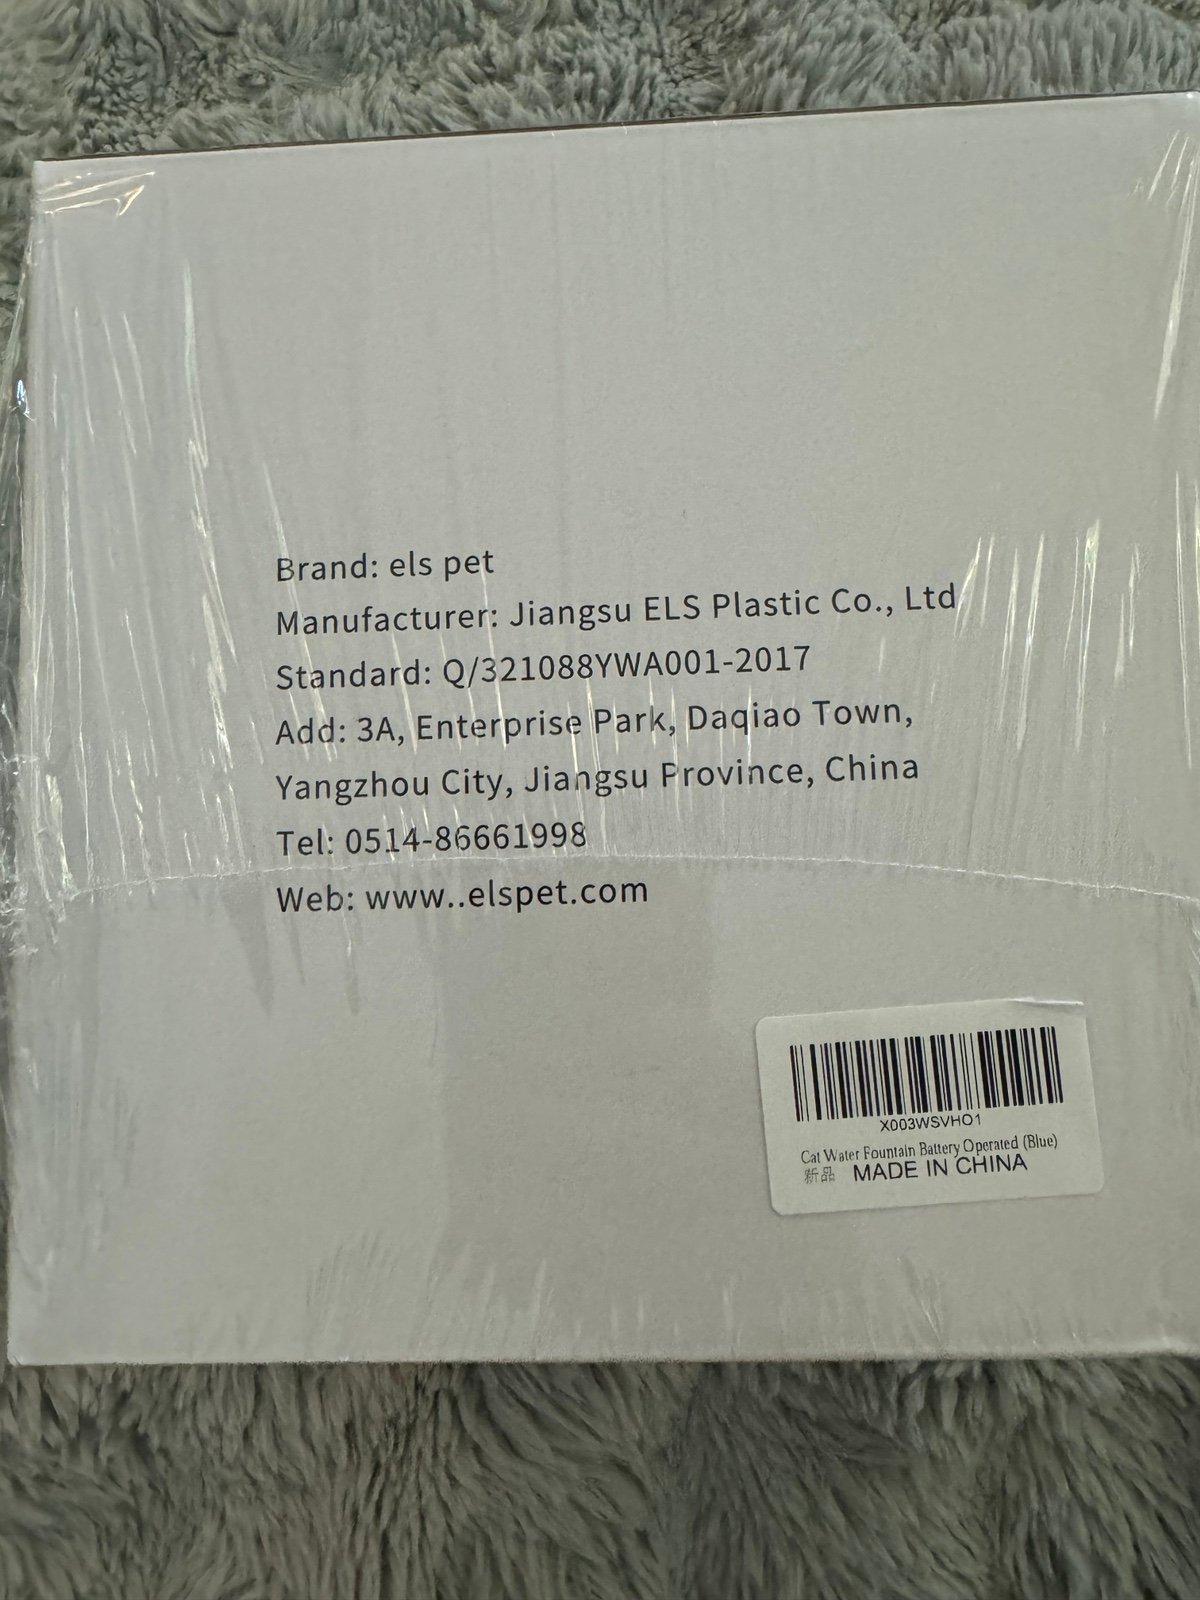 Brand: els pet
Manufacturer: Jiangsu ELS Plastic Co., Ltd
Standard: Q/321088YWA001-2017
Add: 3A, Enterprise Park, Daqiao Town,
Yangzhou City, Jiangsu Province, China
Tel: 0514-86661998
Web: www..elspet.com
X003WSVHO1
Cat Water Fountain Battery Operated (Blue)
新品 MADE IN CHINA